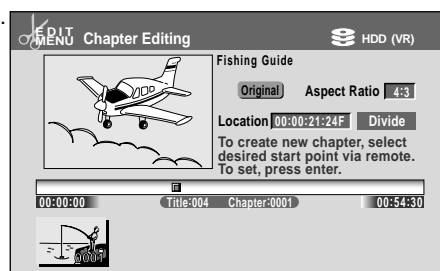 EDIT
MENU Chapter Editing HDD (VR)
Fishing Guide
Original Aspect Ratio 4:3
Location 00:00:21:24F Divide
To create new chapter, select
desired start point via remote.
To set, press enter.
00:00:00 Title:004 Chapter:0001 00:54:30
0001